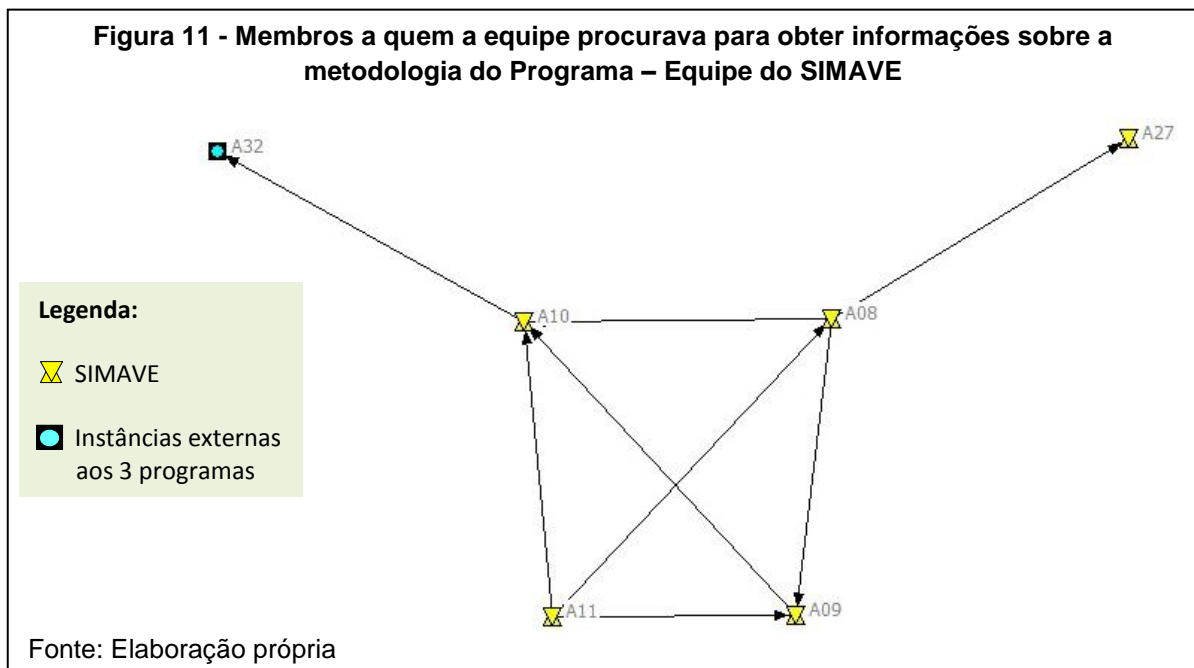 Figura 11 - Membros a quem a equipe procurava para obter informações sobre a
metodologia do Programa – Equipe do SIMAVE
A32
A27
A10
A08
Legenda:
SIMAVE
Instâncias externas
aos 3 programas
A11
A09
Fonte: Elaboração própria